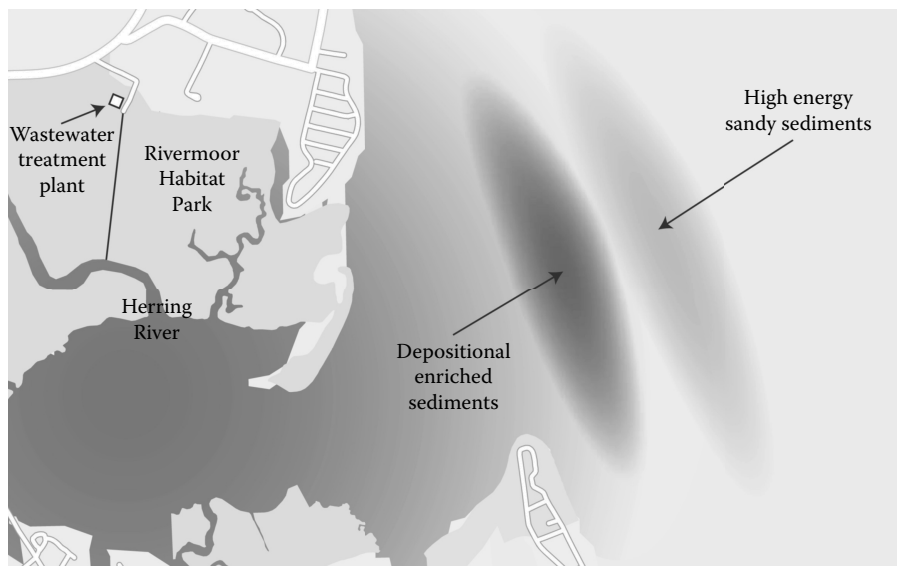 Wastewater
treatment
plant
Rivermoor
Habitat
Park
Herring
River
High energy
sandy sediments
Depositional
enriched
sediments